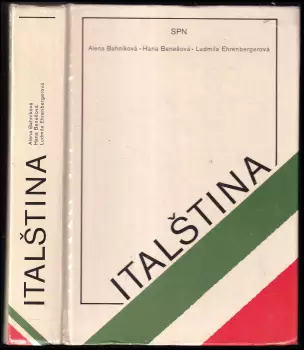 Alena Bahníková
Hana Benešová
Ludmila Ehrenbergerová
ITALŠTINA
SPN
Alena Bahníková • Hana Benešová • Ludmila Ehrenbergerová
ITALŠTINA